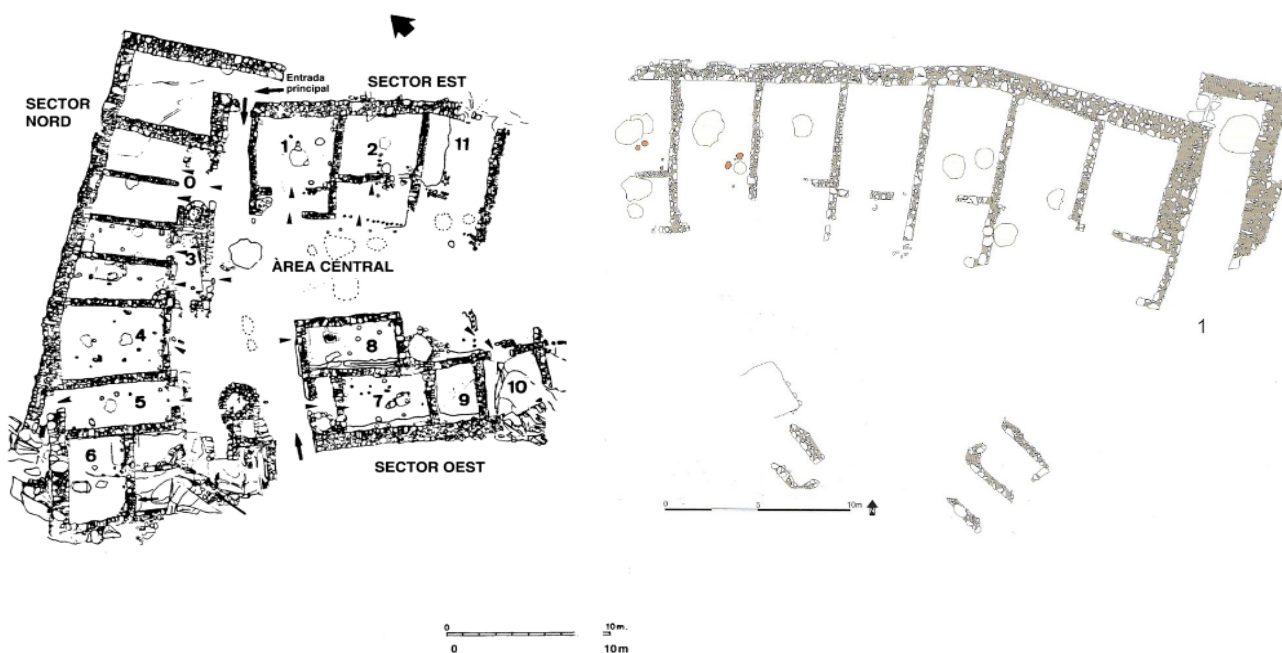 Entrada
principal
SECTOR EST
SECTOR
NORD
1
2
11
0
3
ÀREA CENTRAL
4
8
5
7
9
10
6
SECTOR OEST
0 10m.
0 10m
1
0 5 10m